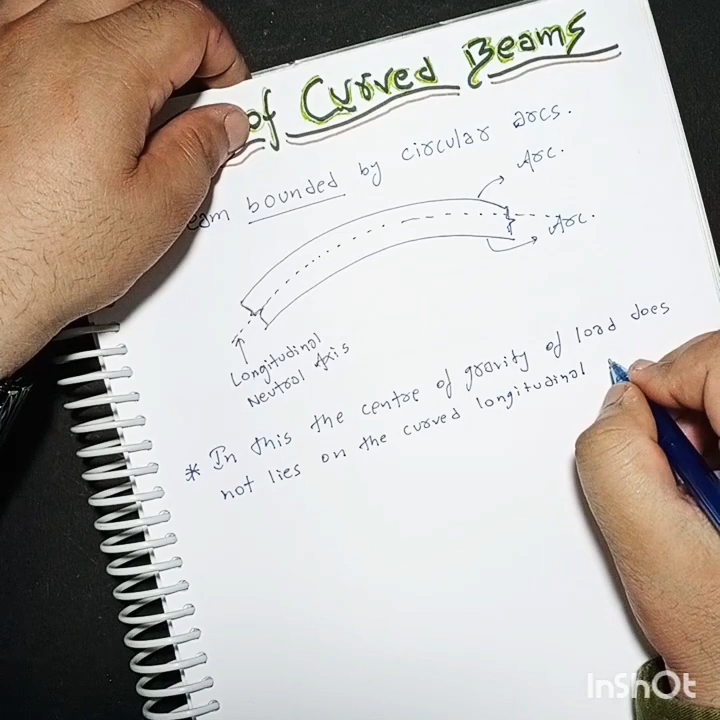 of Curved Beams
eam bounded by circular arcs.
Arc.
Arc.
Longitudinal
Neutral Axis
* In this the centre of gravity of load does
not lies on the curved longitudinal
InShOt